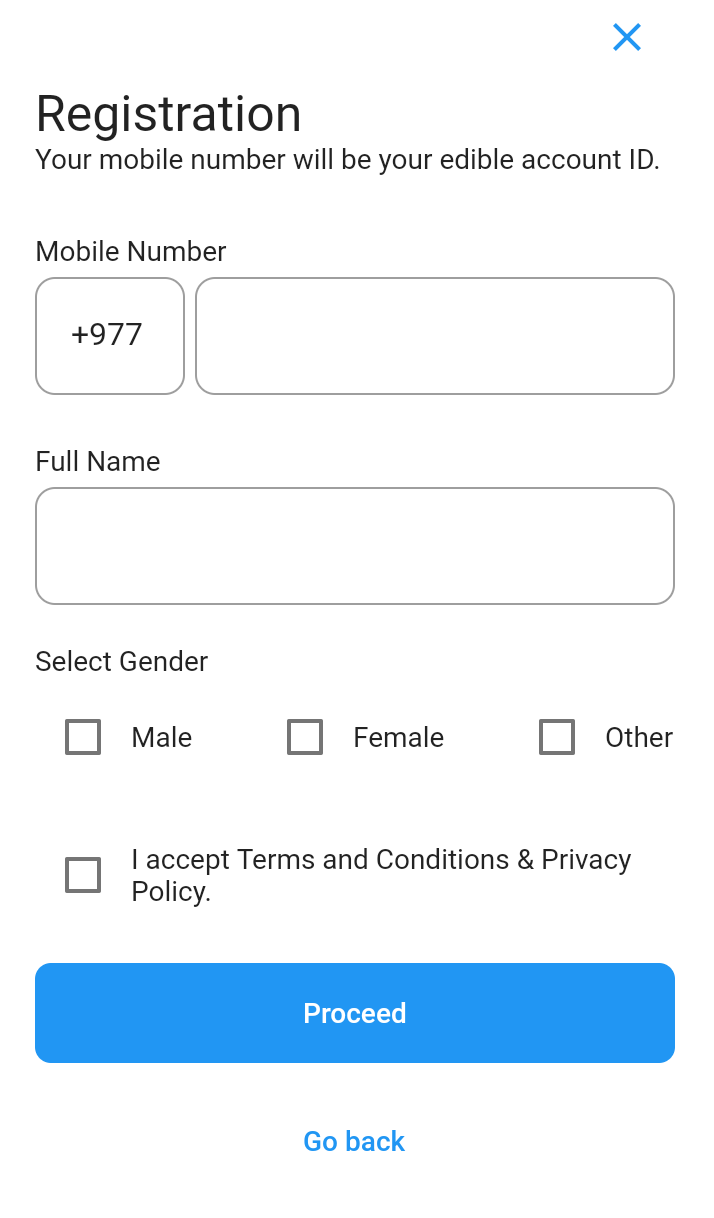 Registration
Your mobile number will be your edible account ID.
Mobile Number
+977
Full Name
Select Gender
Male Female Other
I accept Terms and Conditions & Privacy
Policy.
Proceed
Go back